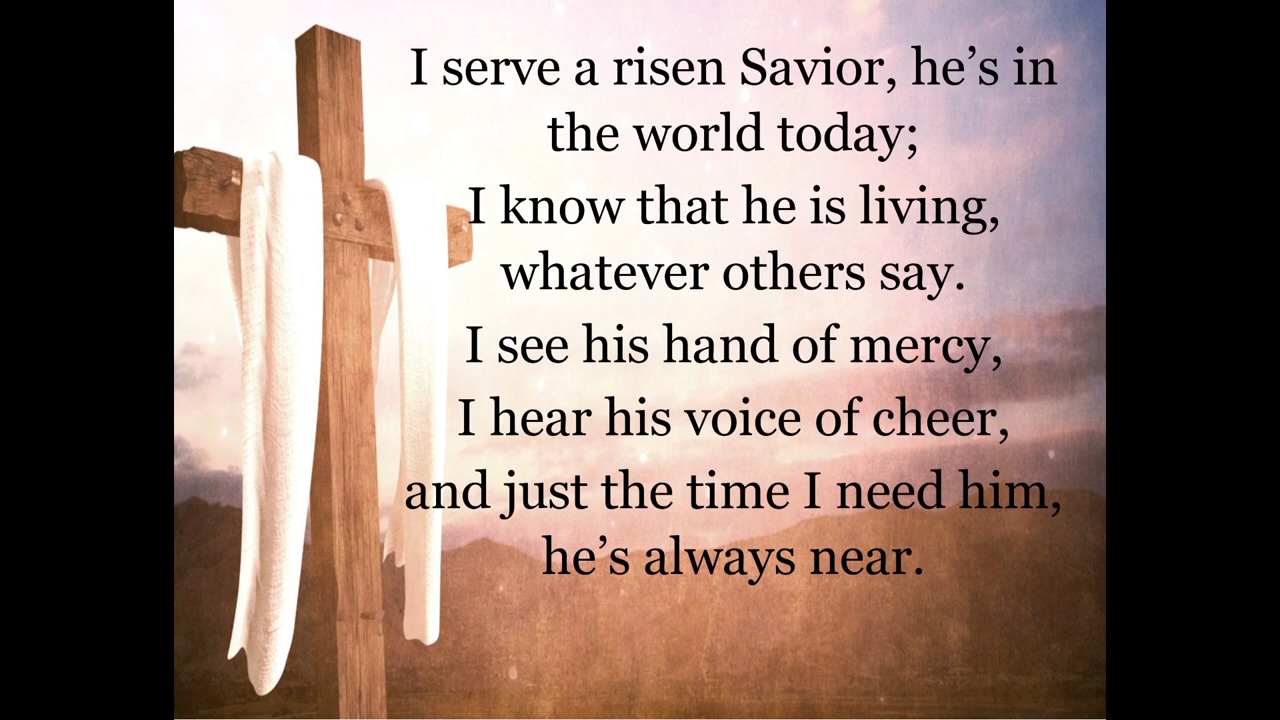 I serve a risen Savior, he’s in
the world today;
I know that he is living,
whatever others say.
I see his hand of mercy,
I hear his voice of cheer,
and just the time I need him,
he’s always near.